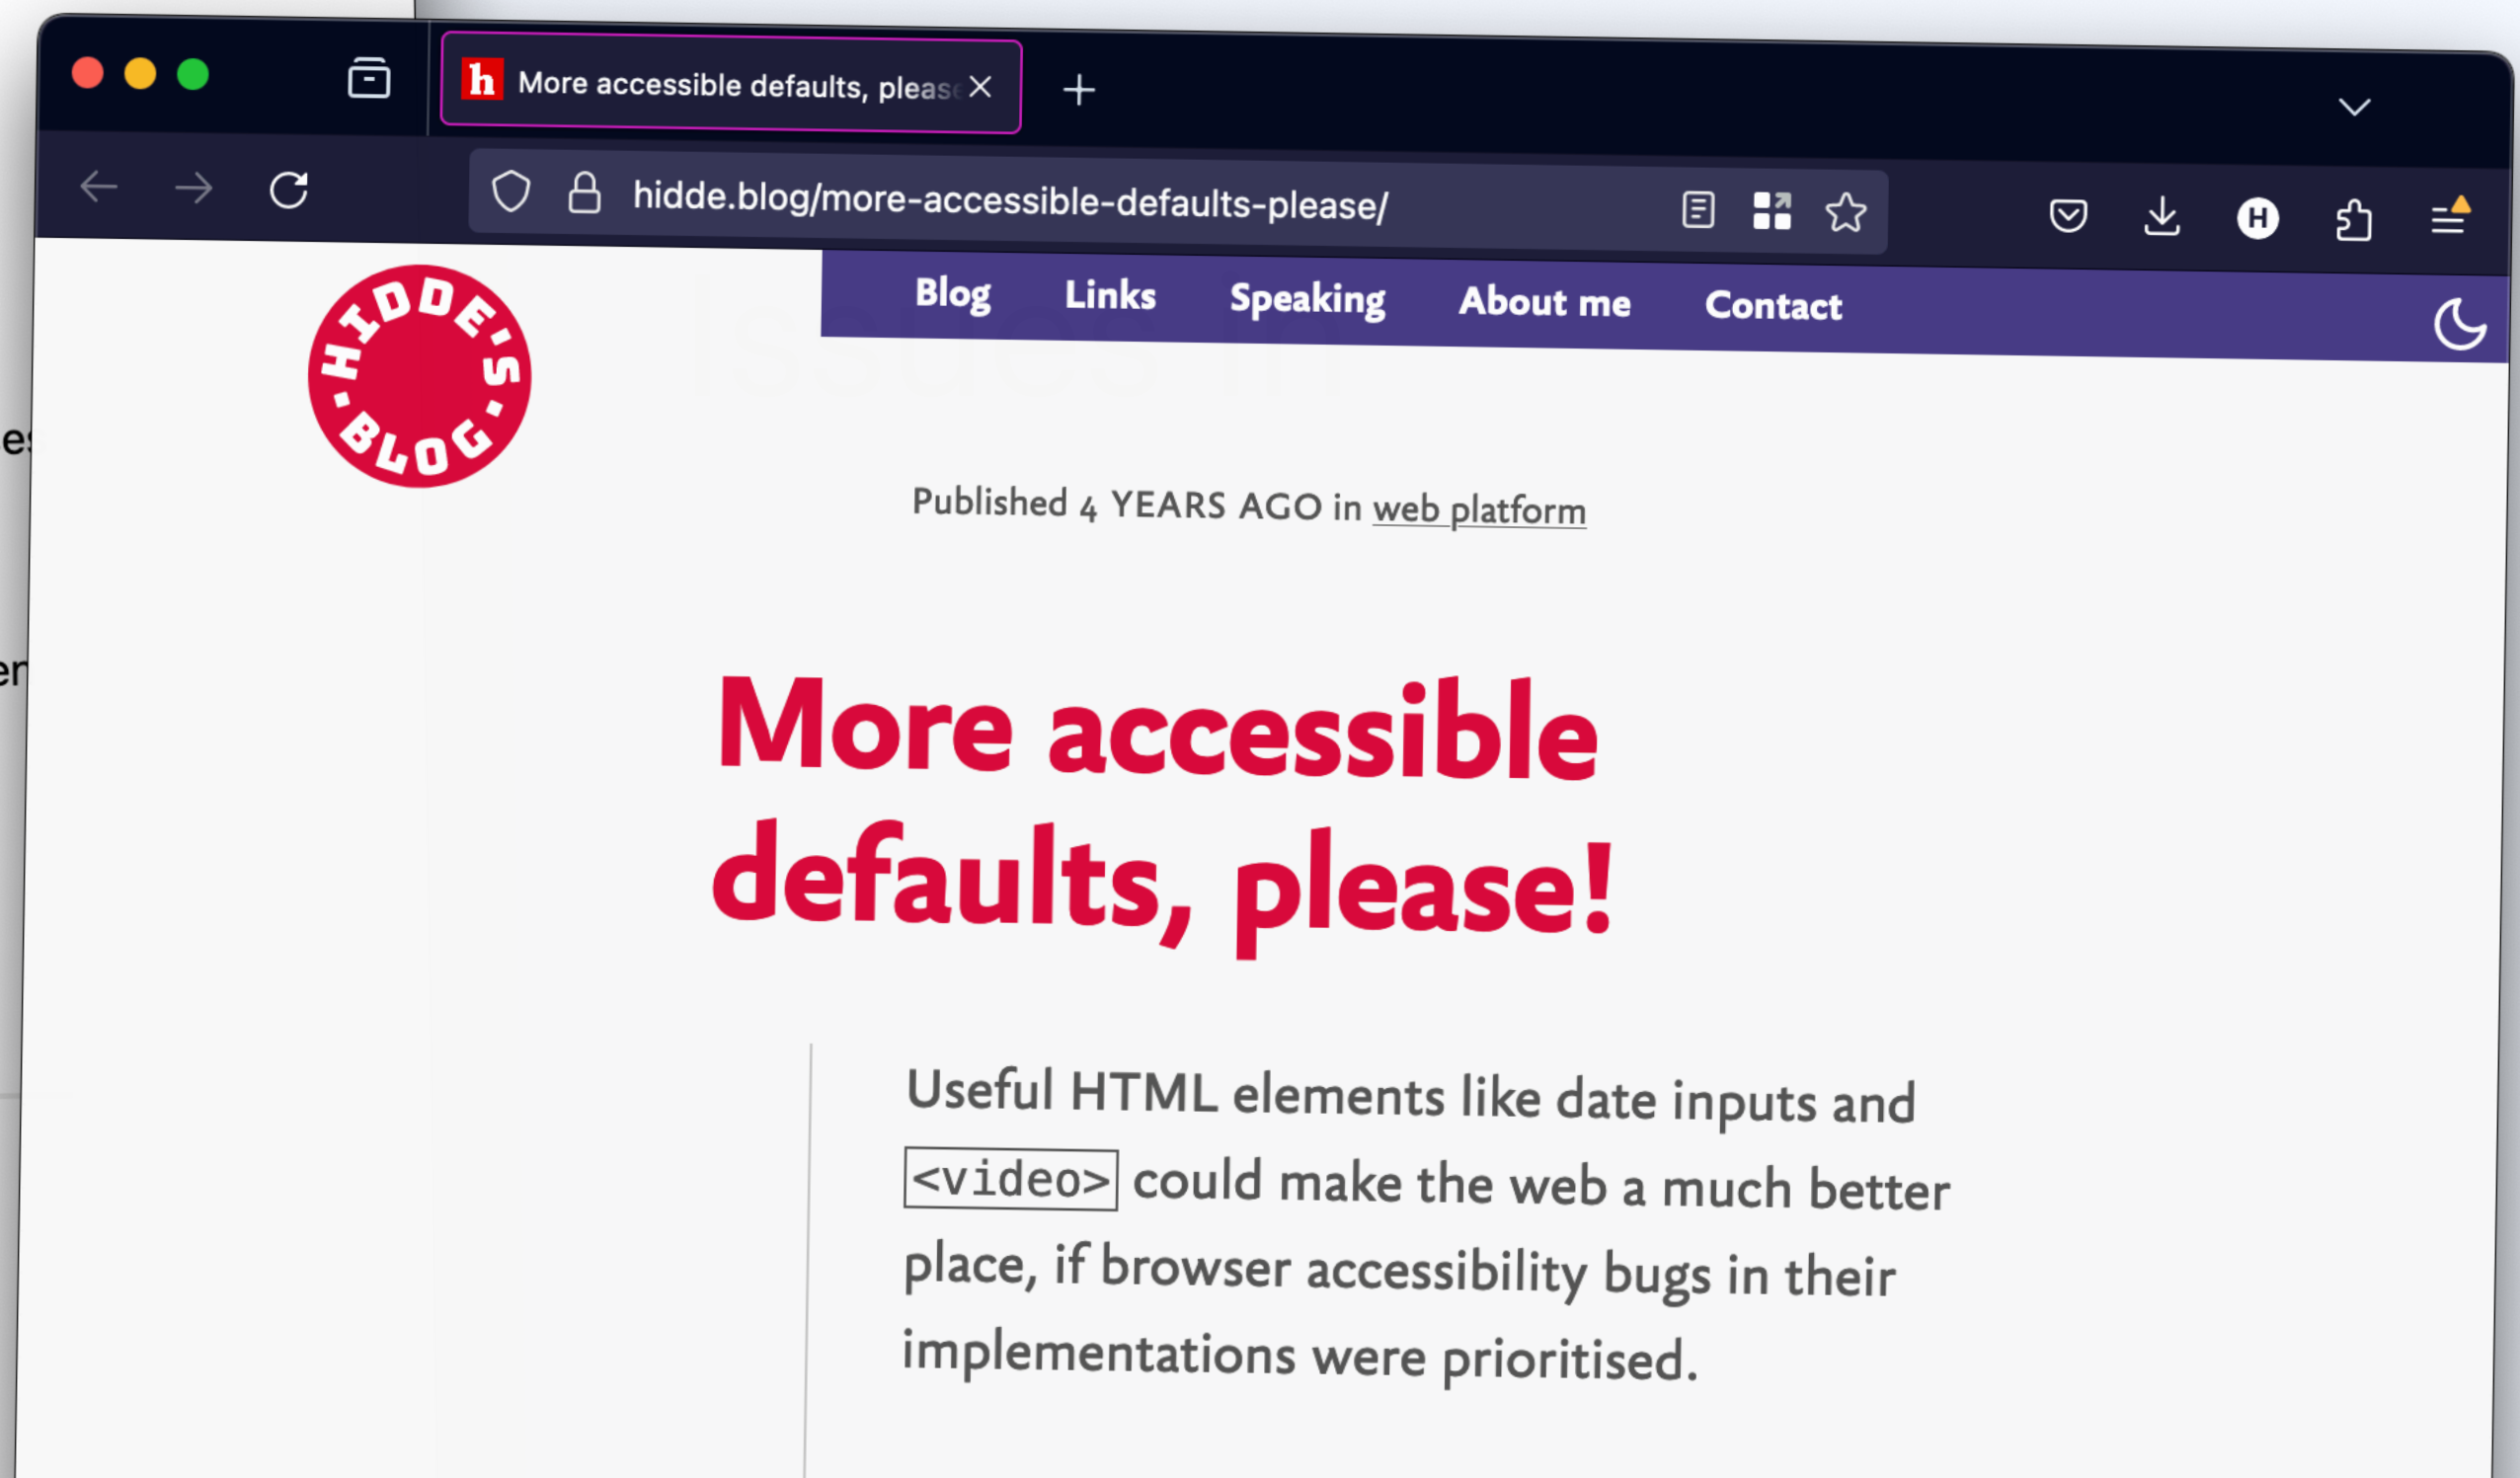 More accessible defaults, please
hidde.blog/more-accessible-defaults-please/
H
HIDDE'S
BLOG
Blog Links Speaking About me Contact
Published 4 YEARS AGO in web platform
More accessible
defaults, please!
Useful HTML elements like date inputs and
<video> could make the web a much better
place, if browser accessibility bugs in their
implementations were prioritised.